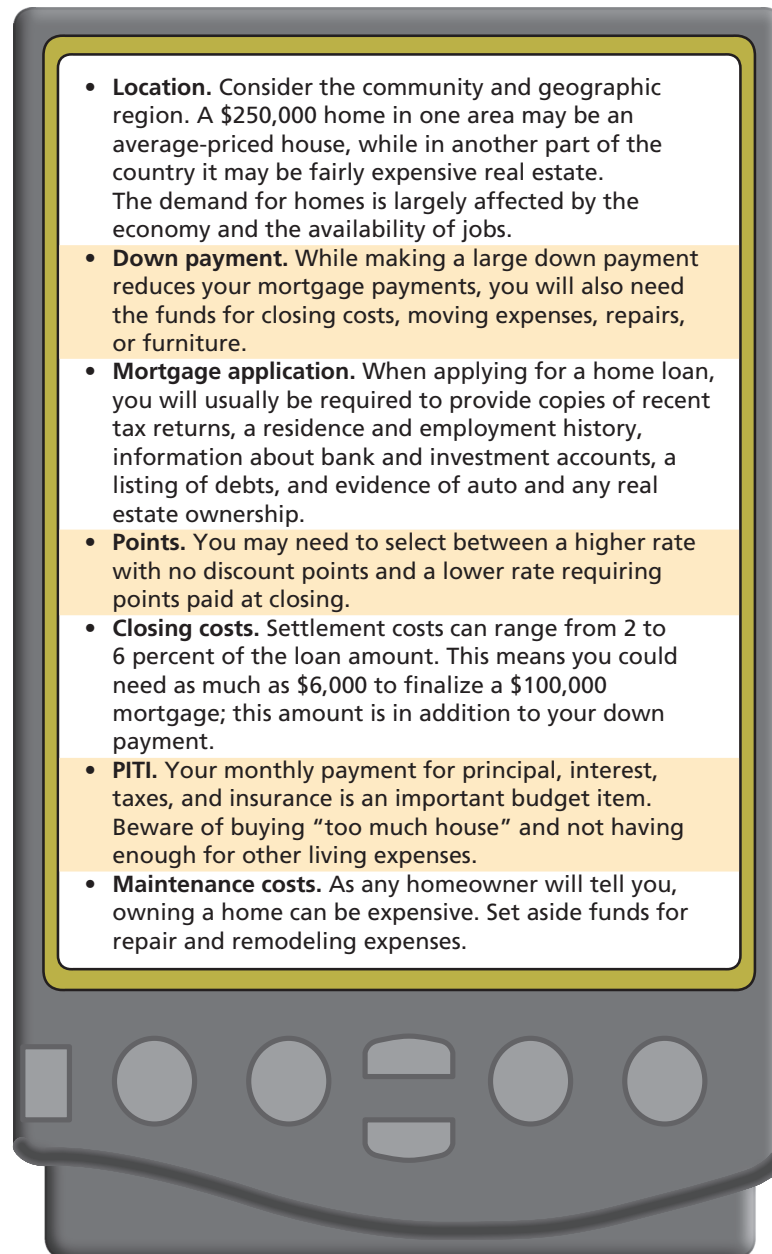 • Location. Consider the community and geographic
region. A $250,000 home in one area may be an
average-priced house, while in another part of the
country it may be fairly expensive real estate.
The demand for homes is largely affected by the
economy and the availability of jobs.
• Down payment. While making a large down payment
reduces your mortgage payments, you will also need
the funds for closing costs, moving expenses, repairs,
or furniture.
• Mortgage application. When applying for a home loan,
you will usually be required to provide copies of recent
tax returns, a residence and employment history,
information about bank and investment accounts, a
listing of debts, and evidence of auto and any real
estate ownership.
• Points. You may need to select between a higher rate
with no discount points and a lower rate requiring
points paid at closing.
• Closing costs. Settlement costs can range from 2 to
6 percent of the loan amount. This means you could
need as much as $6,000 to finalize a $100,000
mortgage; this amount is in addition to your down
payment.
• PITI. Your monthly payment for principal, interest,
taxes, and insurance is an important budget item.
Beware of buying “too much house” and not having
enough for other living expenses.
• Maintenance costs. As any homeowner will tell you,
owning a home can be expensive. Set aside funds for
repair and remodeling expenses.